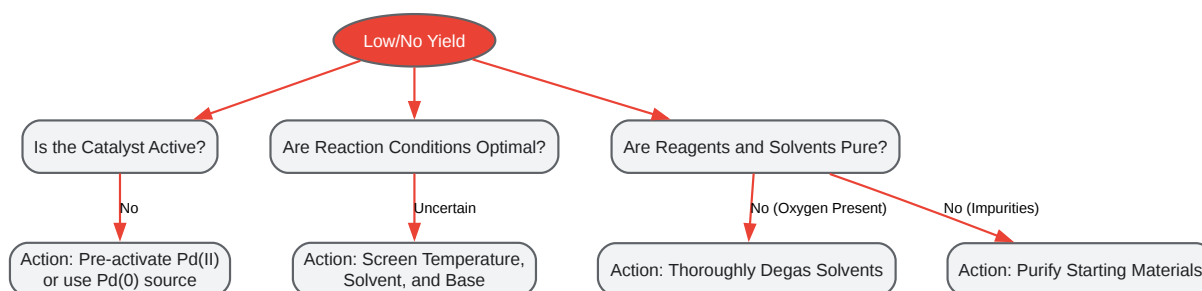 Low/No Yield
Is the Catalyst Active?
Are Reaction Conditions Optimal?
Are Reagents and Solvents Pure?
No
Uncertain
No (Oxygen Present)
No (Impurities)
Action: Pre-activate Pd(II)
or use Pd(0) source
Action: Screen Temperature,
Solvent, and Base
Action: Thoroughly Degas Solvents
Action: Purify Starting Materials